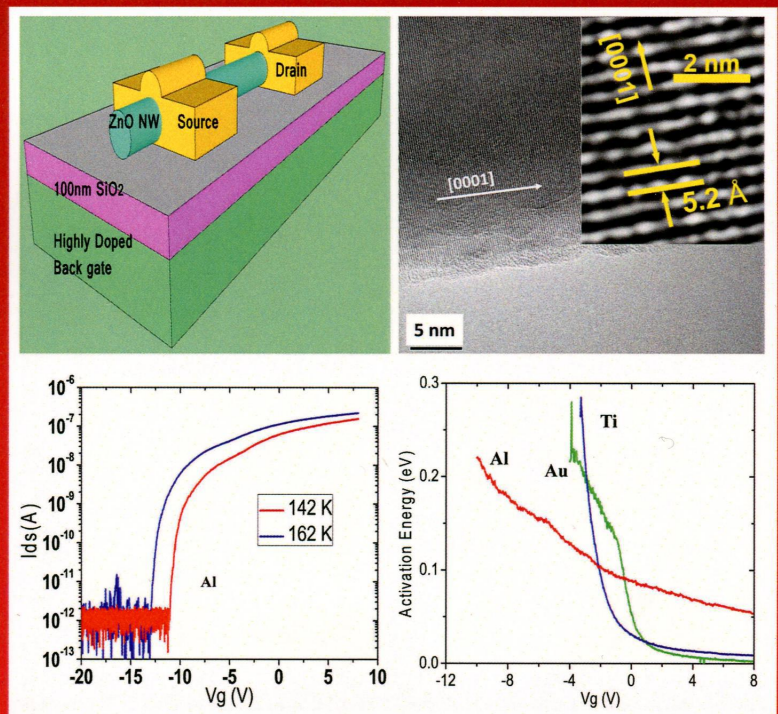 Drain
ZnO NW
Source
100nm SiO₂
Highly Doped
Back gate
[0001]
5 nm
[0001]
2 nm
5.2 Å
10⁻⁶
10⁻⁷
10⁻⁸
10⁻⁹
10⁻¹⁰
10⁻¹¹
10⁻¹²
10⁻¹³
Ids(A)
142 K
162 K
Al
-20 -15 -10 -5 0 5 10
Vg (V)
0.3
0.2
0.1
0.0
Activation Energy (eV)
Ti
Al
Au
-12 -8 -4 0 4 8
Vg (V)